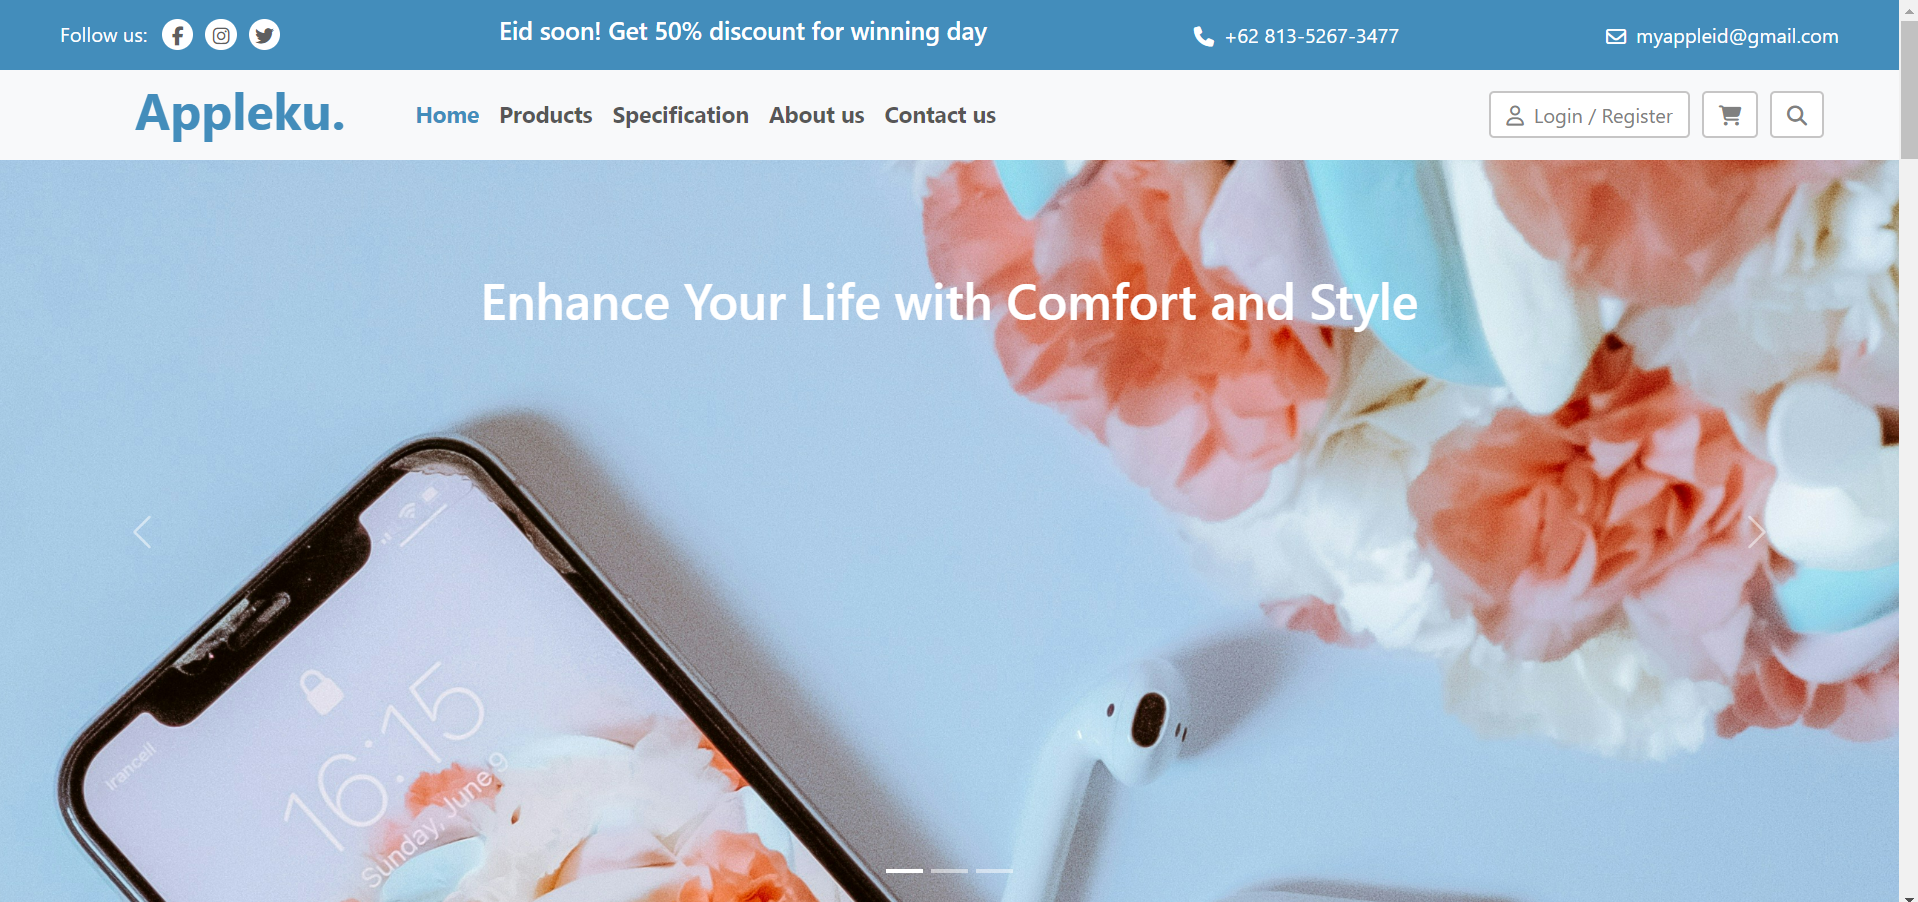 Follow us:
Eid soon! Get 50% discount for winning day
+62 813-5267-3477
myappleid@gmail.com
Appleku.
Home
Products
Specification
About us
Contact us
Login / Register
Enhance Your Life with Comfort and Style
Irancell
16:15
Sunday, June 9